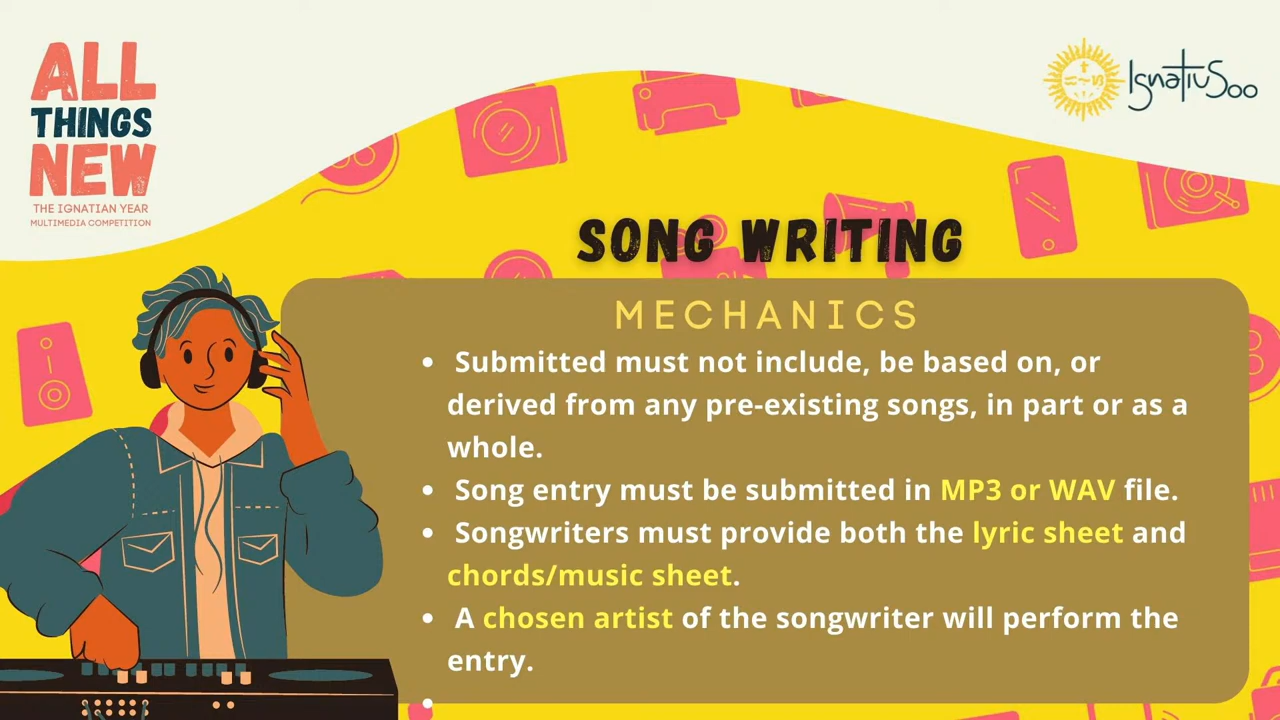 ALL
THINGS
NEW
THE IGNATIAN YEAR
MULTIMEDIA COMPETITION
IgnatiuS500
SONG WRITING
MECHANICS
• Submitted must not include, be based on, or
derived from any pre-existing songs, in part or as a
whole.
• Song entry must be submitted in MP3 or WAV file.
• Songwriters must provide both the lyric sheet and
chords/music sheet.
• A chosen artist of the songwriter will perform the
entry.
•